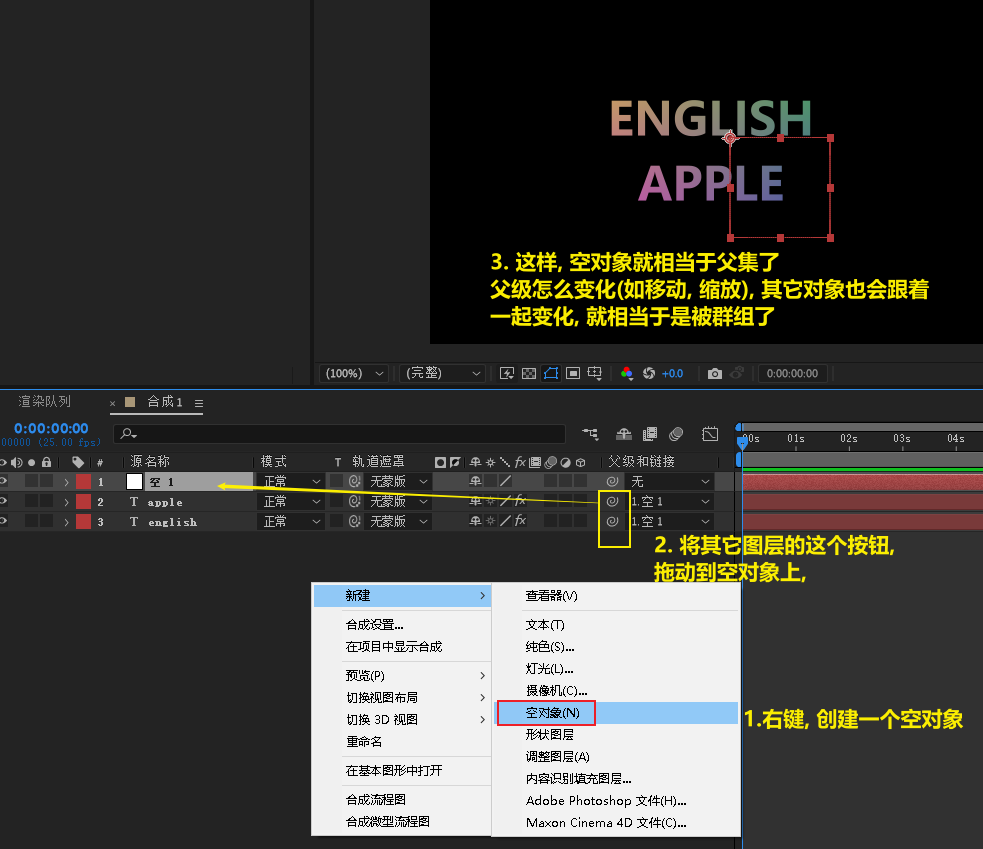 ENGLISH
APPLE
3. 这样, 空对象就相当于父集了
父级怎么变化(如移动, 缩放), 其它对象也会跟着
一起变化, 就相当于是被群组了
(100%) (完整) +0.0 0:00:00:00
渲染队列 × 合成 1
0:00:00:00
00000 (25.00 fps)
# 源名称 模式 T 轨道遮罩 fx 父级和链接
:00s 01s 02s 03s 04s
1 空 1 正常 无蒙版 无
2 T apple 正常 无蒙版 fx 1.空 1
3 T english 正常 无蒙版 fx 1.空 1
2. 将其它图层的这个按钮,
拖动到空对象上,
新建
合成设置...
在项目中显示合成
预览(P)
切换视图布局
切换 3D 视图
重命名
在基本图形中打开
合成流程图
合成微型流程图
查看器(V)
文本(T)
纯色(S)...
灯光(L)...
摄像机(C)...
空对象(N)
形状图层
调整图层(A)
内容识别填充图层...
Adobe Photoshop 文件(H)...
Maxon Cinema 4D 文件(C)...
1.右键, 创建一个空对象